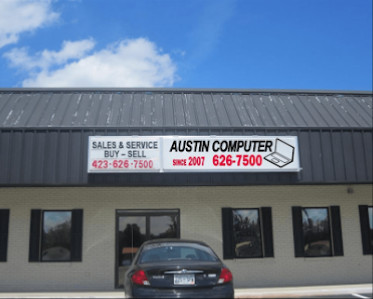 SALES & SERVICE
BUY - SELL
423-626-7500
AUSTIN COMPUTER
SINCE 2007 626-7500